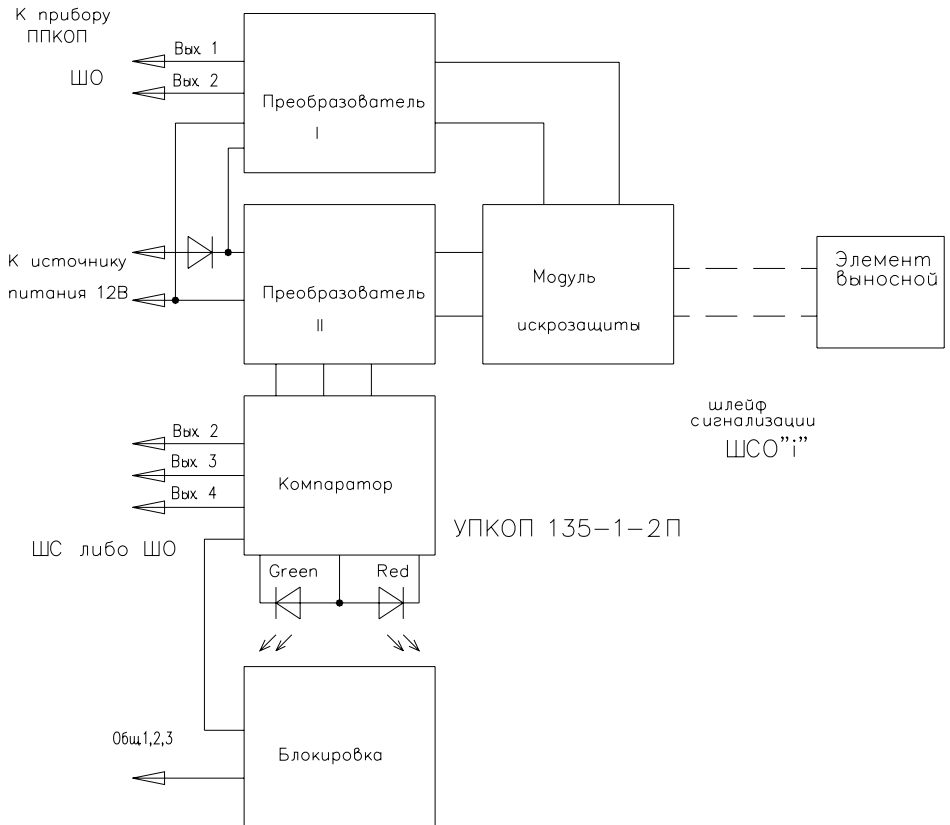 К прибору
ППКОП
Вых. 1
ШО
Вых. 2
Преобразователь
I
К источнику
питания 12В
Преобразователь
II
Модуль
искрозащиты
Элемент
выносной
шлейф
сигнализации
ШСО"i"
Вых. 2
Вых. 3
Вых. 4
Компаратор
УПКОП 135-1-2П
ШС либо ШО
Green
Red
Общ.1,2,3
Блокировка